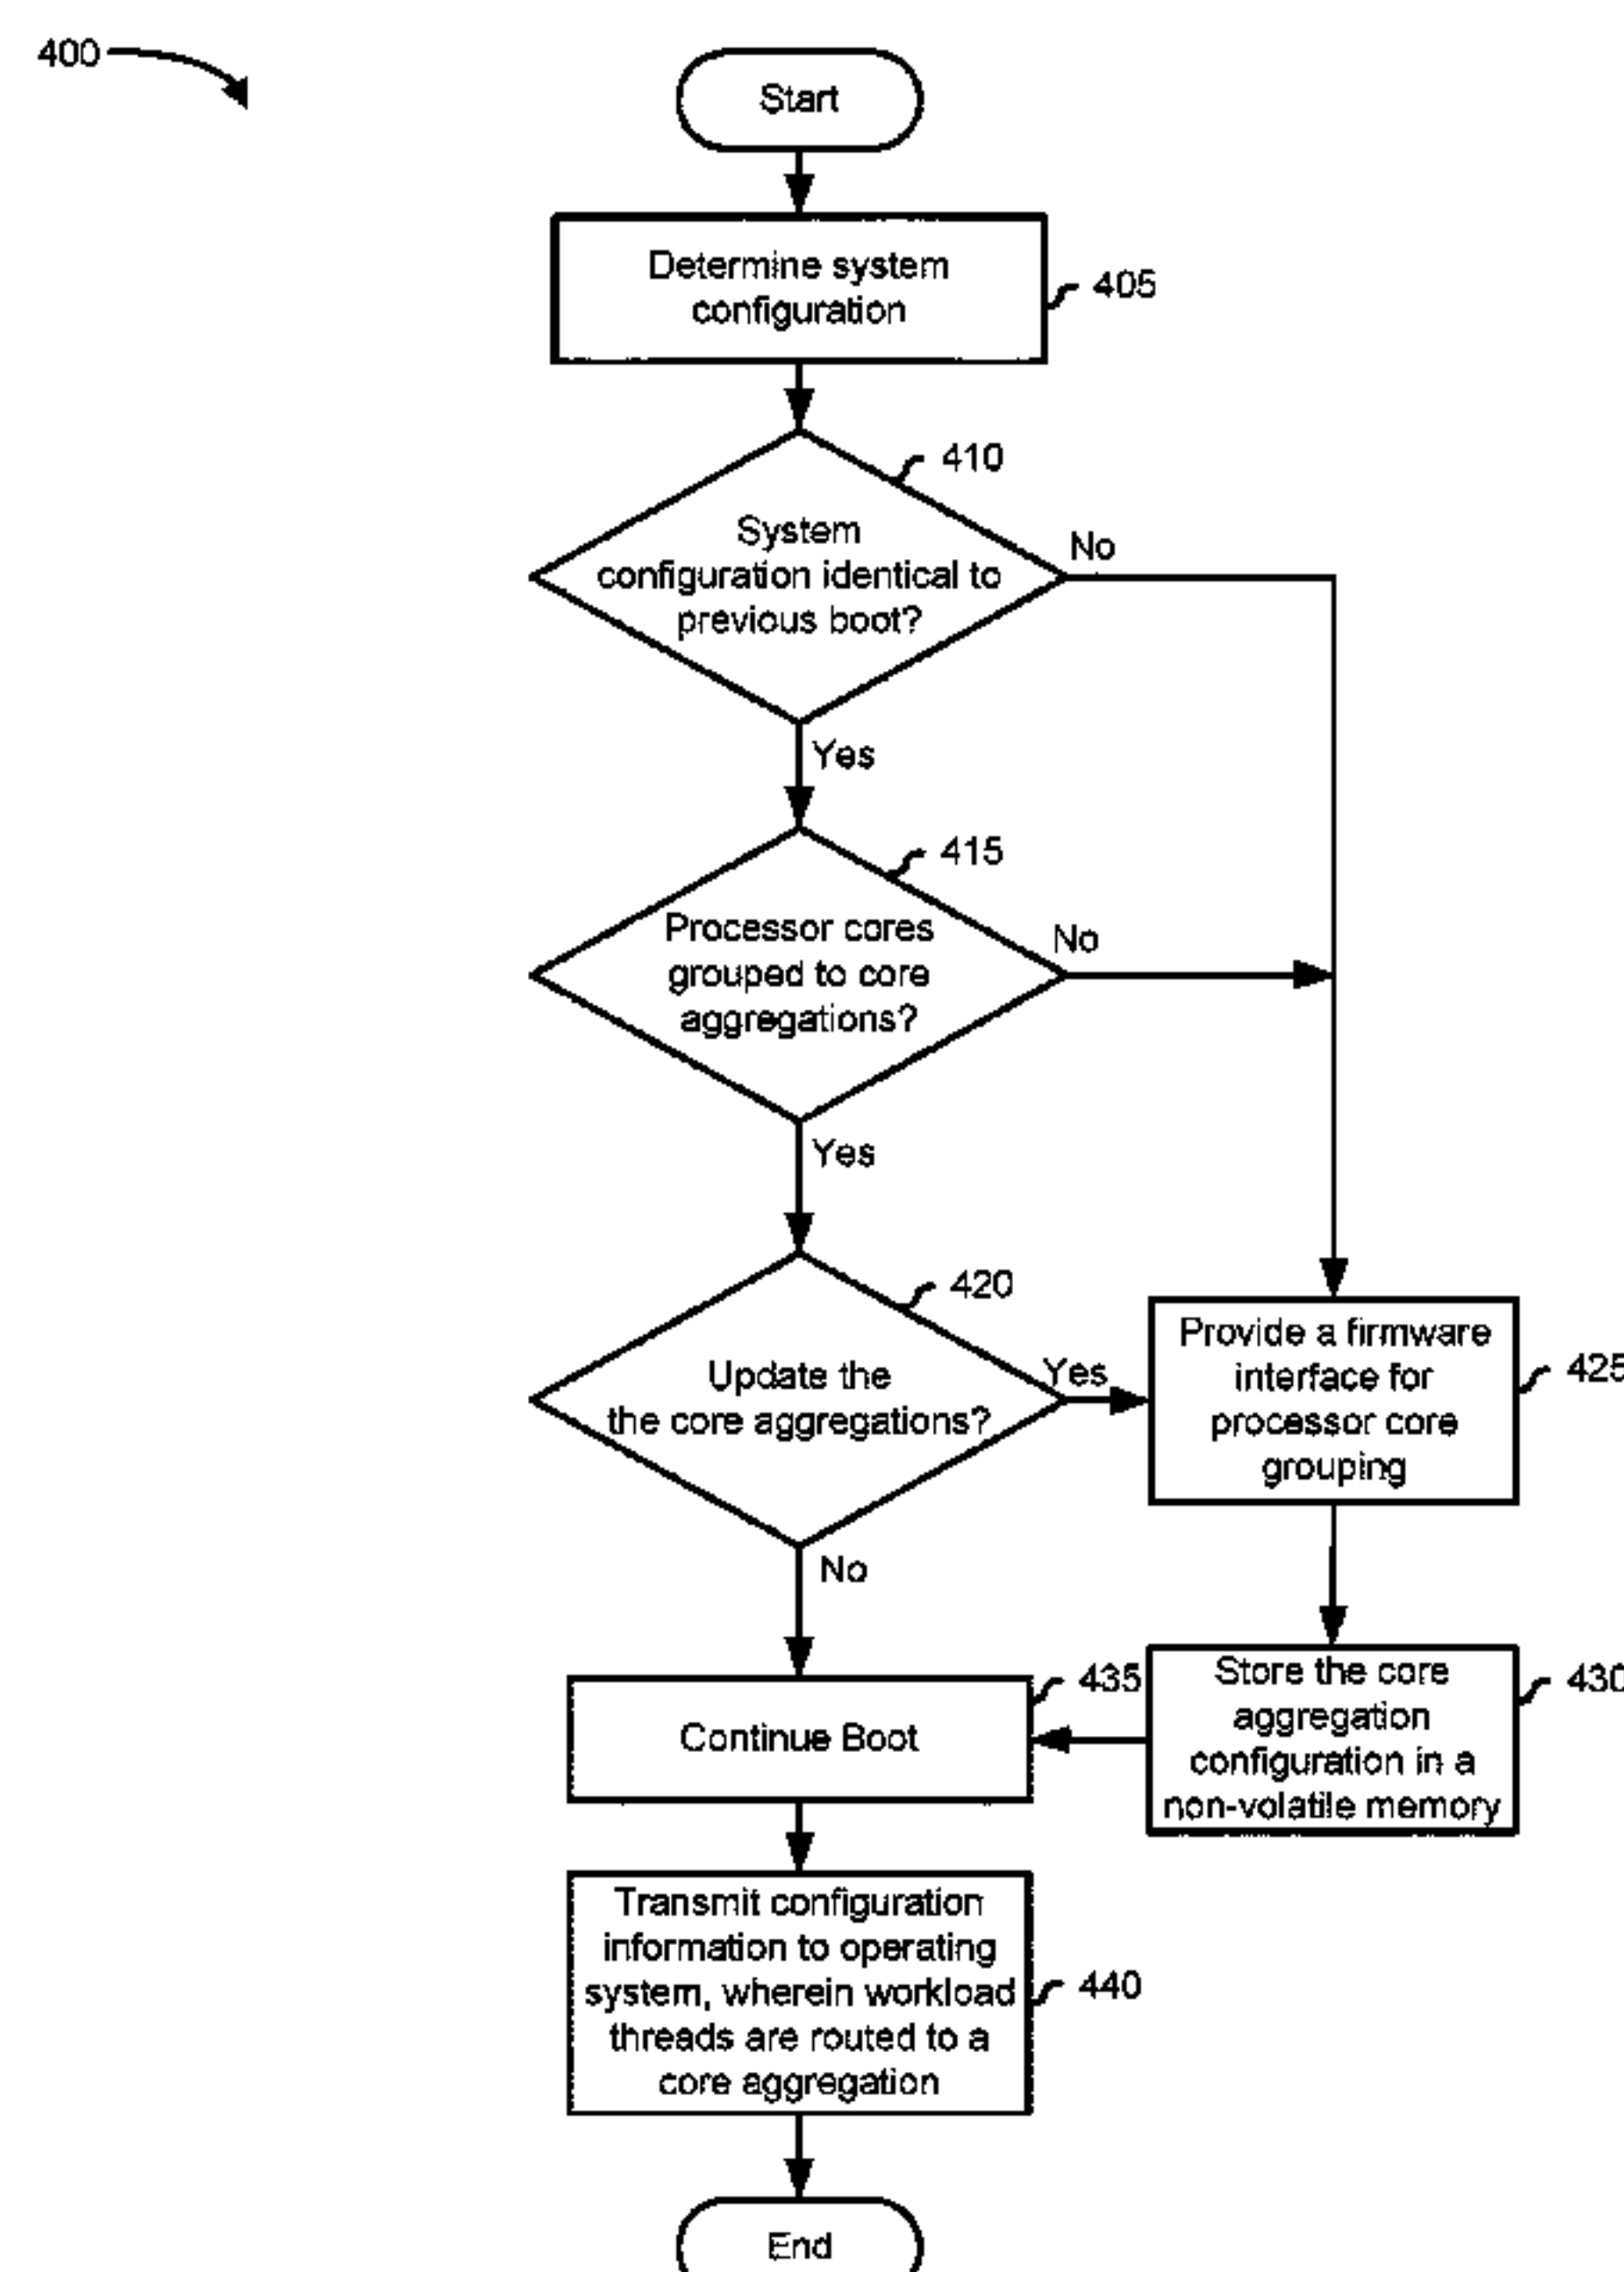 400
Start
Determine system
configuration
405
410
System
configuration identical to
previous boot?
No
Yes
415
Processor cores
grouped to core
aggregations?
No
Yes
420
Update the
the core aggregations?
Yes
No
Provide a firmware
interface for
processor core
grouping
425
Store the core
aggregation
configuration in a
non-volatile memory
430
435
Continue Boot
Transmit configuration
information to operating
system, wherein workload
threads are routed to a
core aggregation
440
End